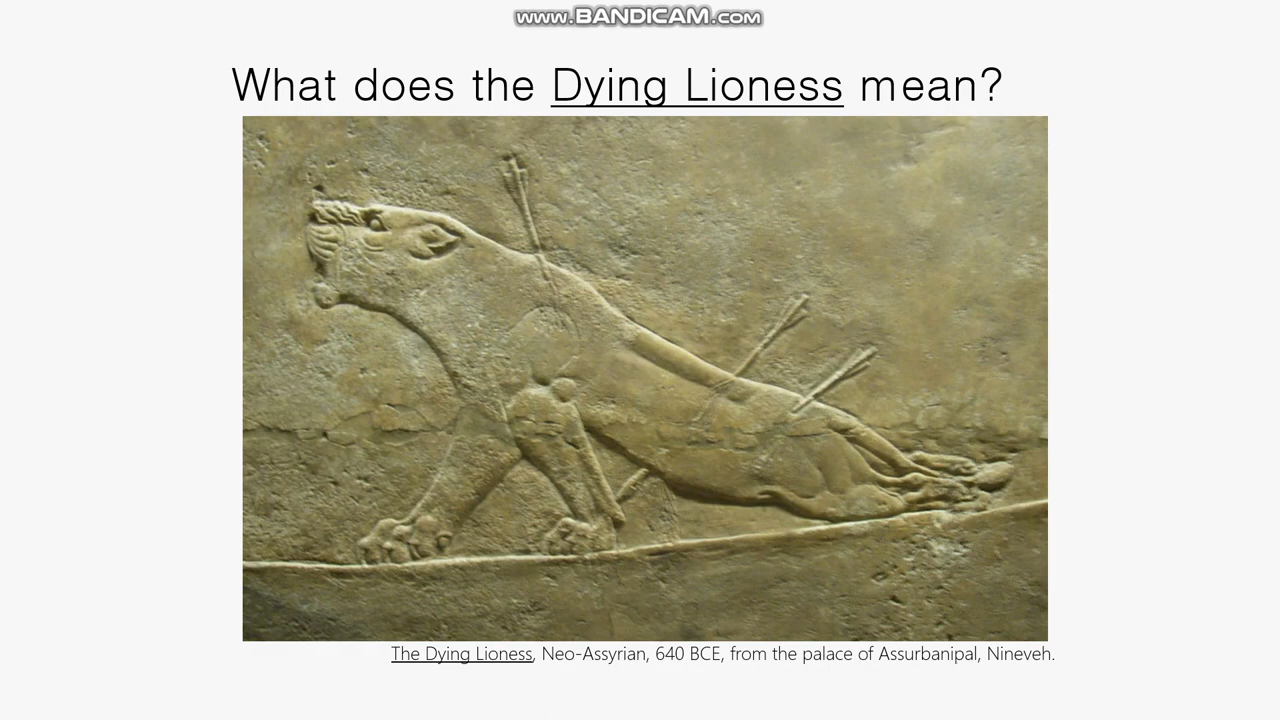 www.BANDICAM.com
What does the Dying Lioness mean?
The Dying Lioness, Neo-Assyrian, 640 BCE, from the palace of Assurbanipal, Nineveh.